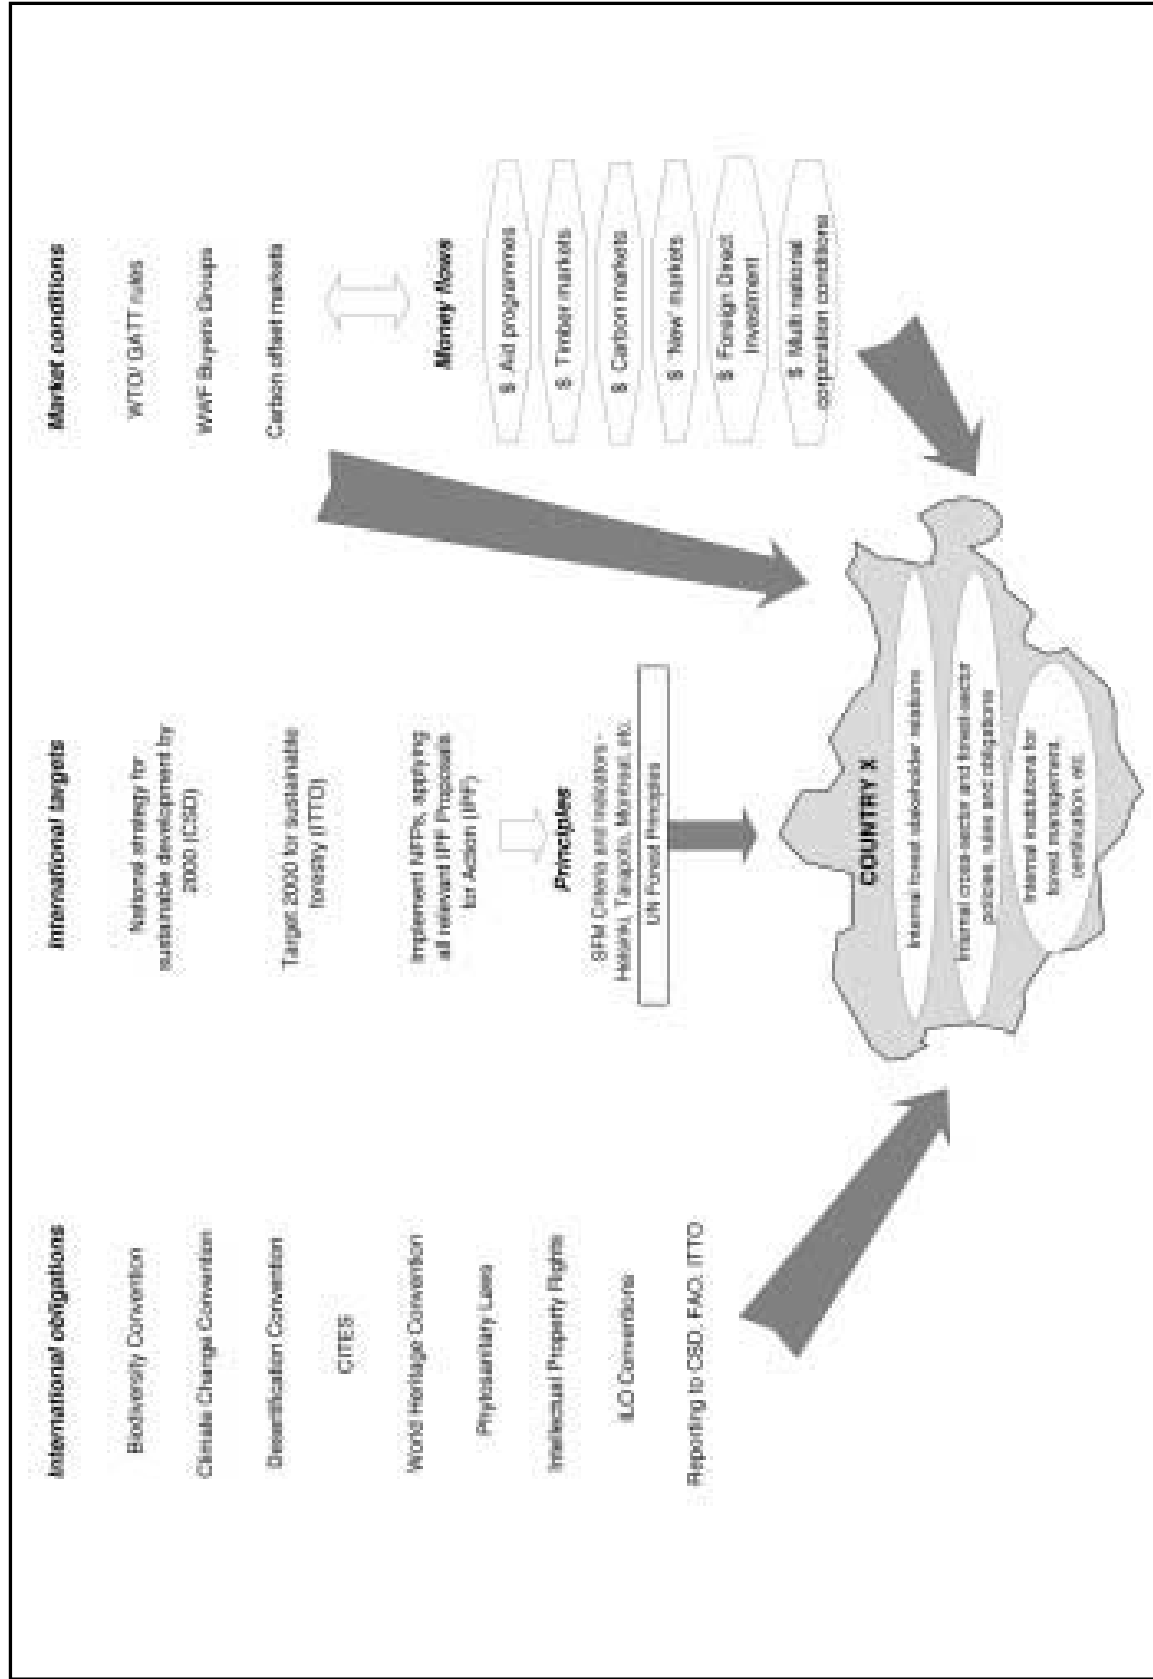 International obligations
Biodiversity Convention
Climate Change Convention
Desertification Convention
CITES
World Heritage Convention
Phytosanitary Laws
Intellectual Property Rights
ILO Conventions
Reporting to CSD, FAO, ITTO
International targets
National strategy for
sustainable development by
2000 (CSD)
Target 2000 for sustainable
forestry (ITTO)
Implement NFPs, applying
all relevant IPF Proposals
for Action (IPF)
Principles
SFM Criteria and Indicators -
Helsinki, Tarapoto, Montreal, etc.
UN Forest Principles
Market conditions
WTO/ GATT rules
WWF Buyers Groups
Carbon offset markets
Money flows
$ Aid programmes
$ Timber markets
$ Carbon markets
$ 'New' markets
$ Foreign Direct
Investment
$ Multi national
corporation conditions
COUNTRY X
Internal forest stakeholder relations
Internal cross-sector and forest-sector
policies, rules and obligations
Internal institutions for
forest management,
certification, etc.